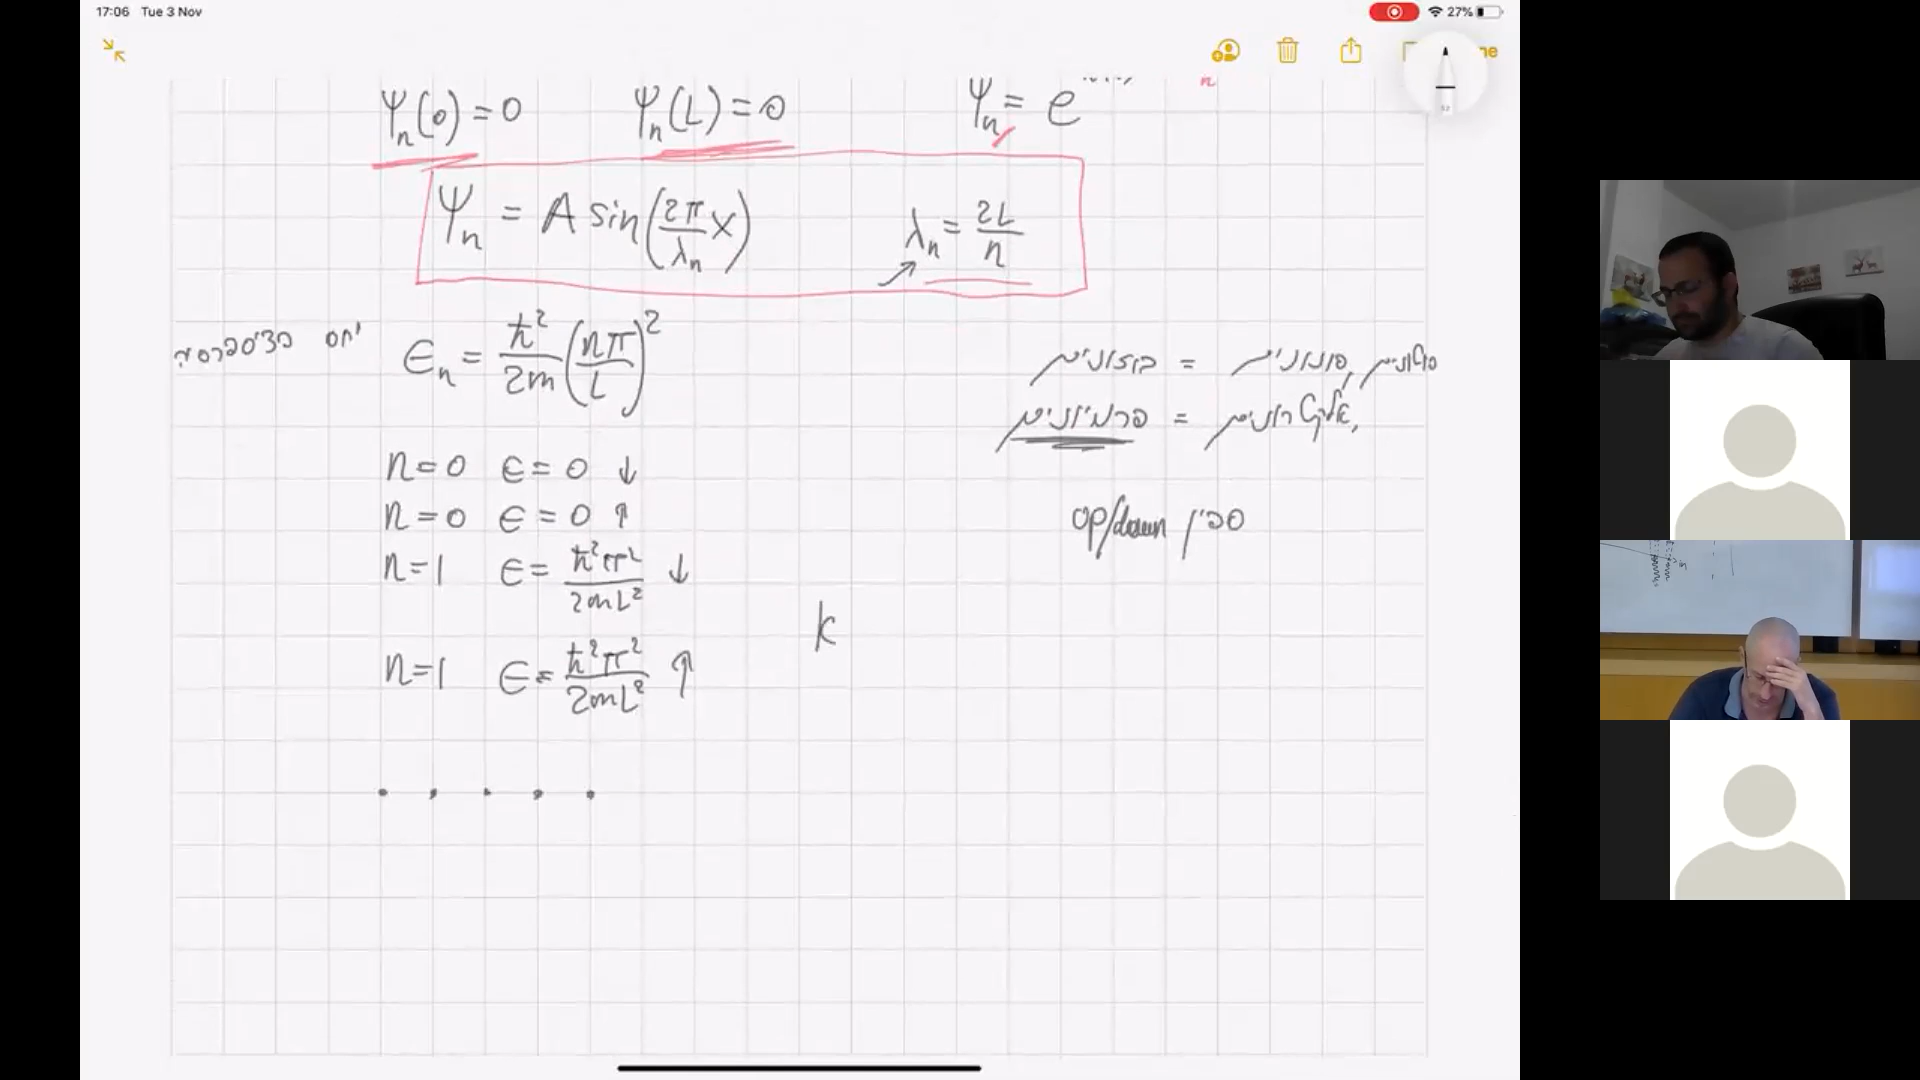 17:06 Tue 3 Nov
27%
ψₙ(0) = 0 ψₙ(L) = 0 ψₙ = e
n
ψₙ = A sin(2π/λₙ x) λₙ = 2L/n
יחס הדיספרסיה ϵₙ = ħ²/2m (nπ/L)²
בוזונים = פוטונים, פונונים
פרמיונים = אלקטרונים,
n=0 ϵ=0 ↓
n=0 ϵ=0 ↑
ספין up/down
n=1 ϵ= ħ²π²/2mL² ↓
k
n=1 ϵ= ħ²π²/2mL² ↑